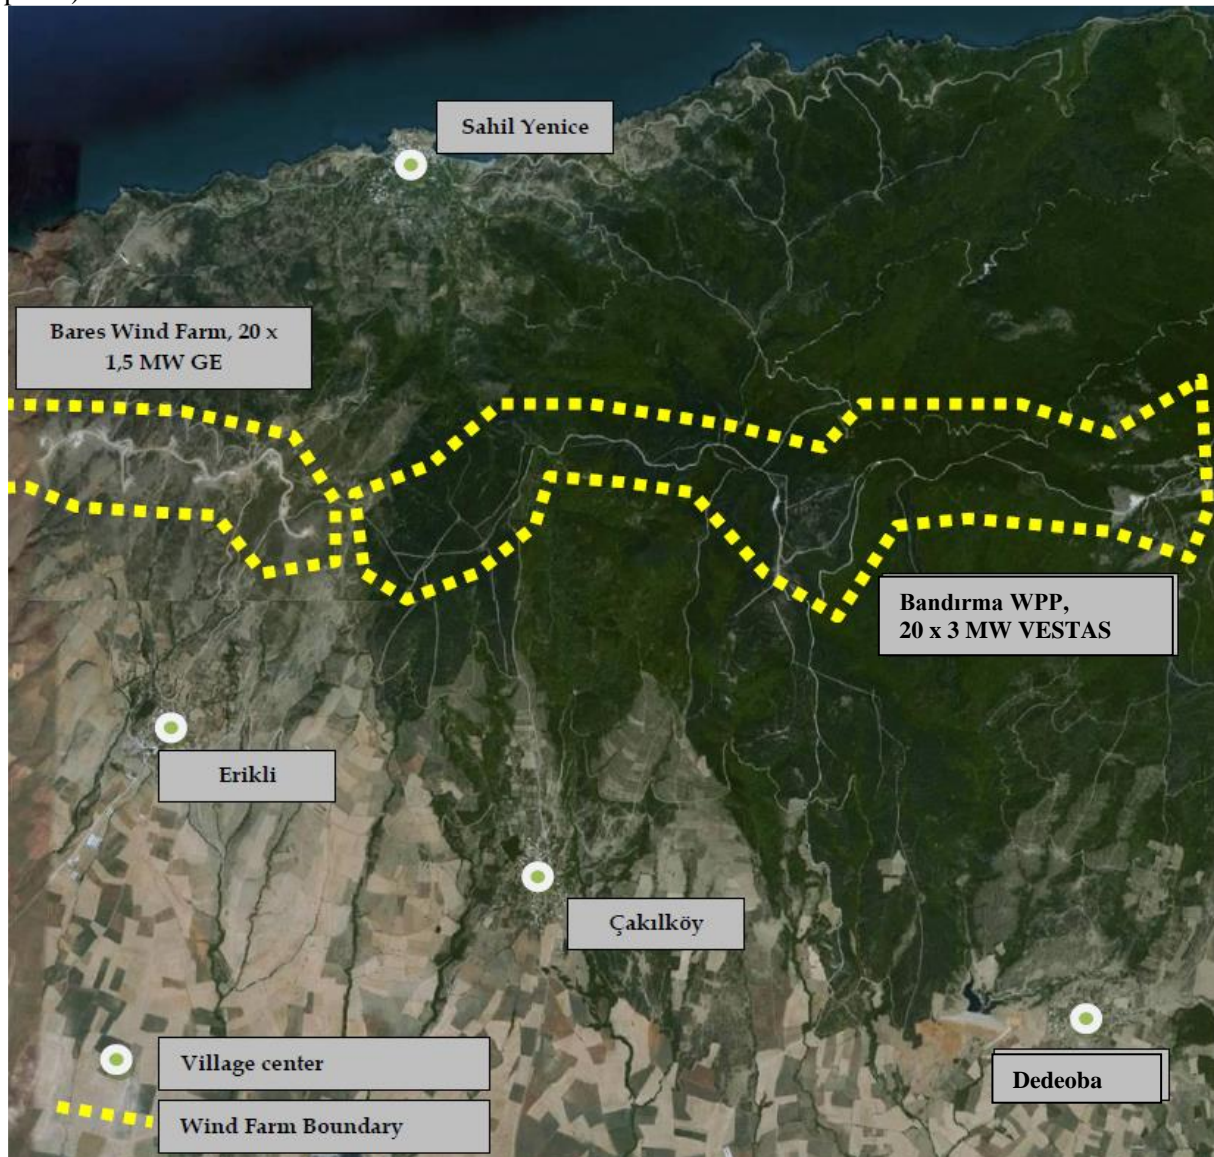 Sahil Yenice
Bares Wind Farm, 20 x
1,5 MW GE
Bandırma WPP,
20 x 3 MW VESTAS
Erikli
Çakılköy
Dedeoba
Village center
Wind Farm Boundary